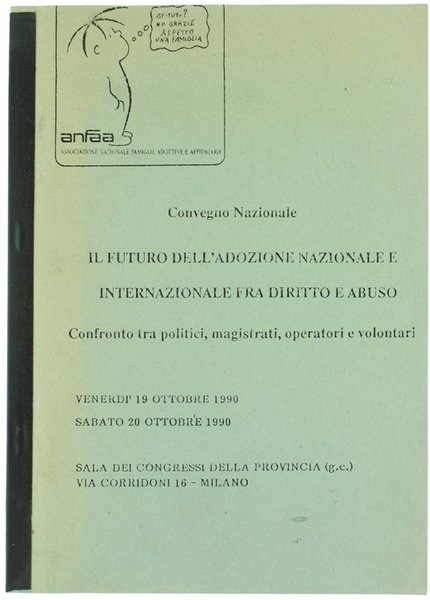 ISTITUTO?
NO GRAZIE
ASPETTO
UNA FAMIGLIA
anfaa
ASSOCIAZIONE NAZIONALE FAMIGLIE ADOTTIVE E AFFIDATARIE
Convegno Nazionale
IL FUTURO DELL'ADOZIONE NAZIONALE E
INTERNAZIONALE FRA DIRITTO E ABUSO
Confronto tra politici, magistrati, operatori e volontari
VENERDI' 19 OTTOBRE 1990
SABATO 20 OTTOBRE 1990
SALA DEI CONGRESSI DELLA PROVINCIA (g.c.)
VIA CORRIDONI 16 - MILANO